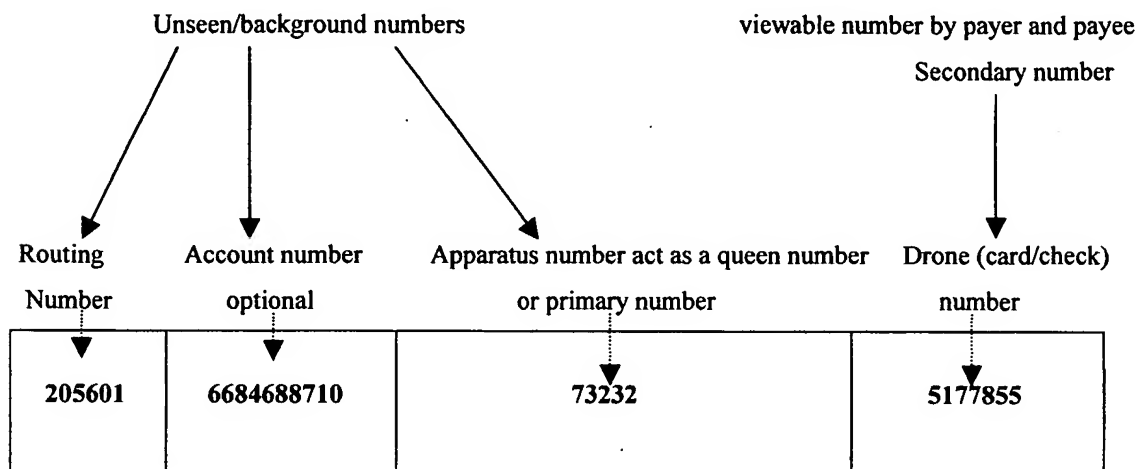 Unseen/background numbers
viewable number by payer and payee
Secondary number
Routing Number
Account number optional
Apparatus number act as a queen number or primary number
Drone (card/check) number
205601
6684688710
73232
5177855